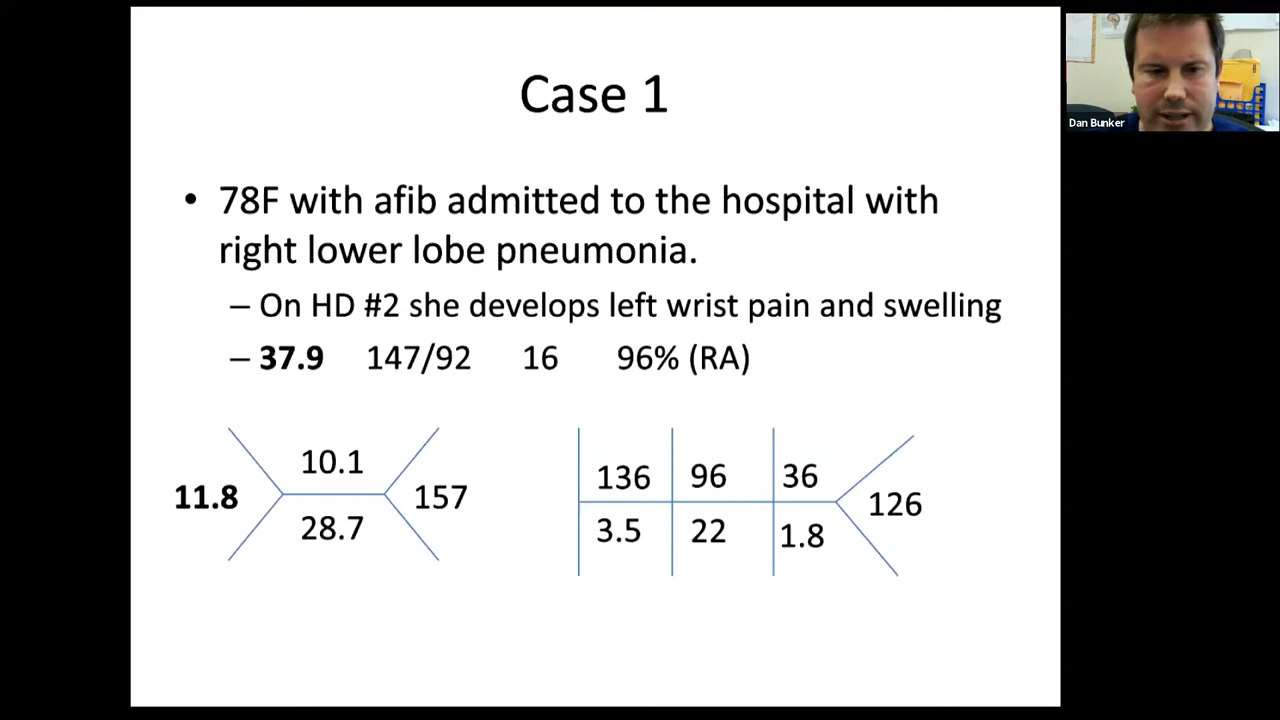 Case 1
• 78F with afib admitted to the hospital with
right lower lobe pneumonia.
– On HD #2 she develops left wrist pain and swelling
– 37.9 147/92 16 96% (RA)
10.1
11.8 157
28.7
136 96 36
126
3.5 22 1.8
Dan Bunker